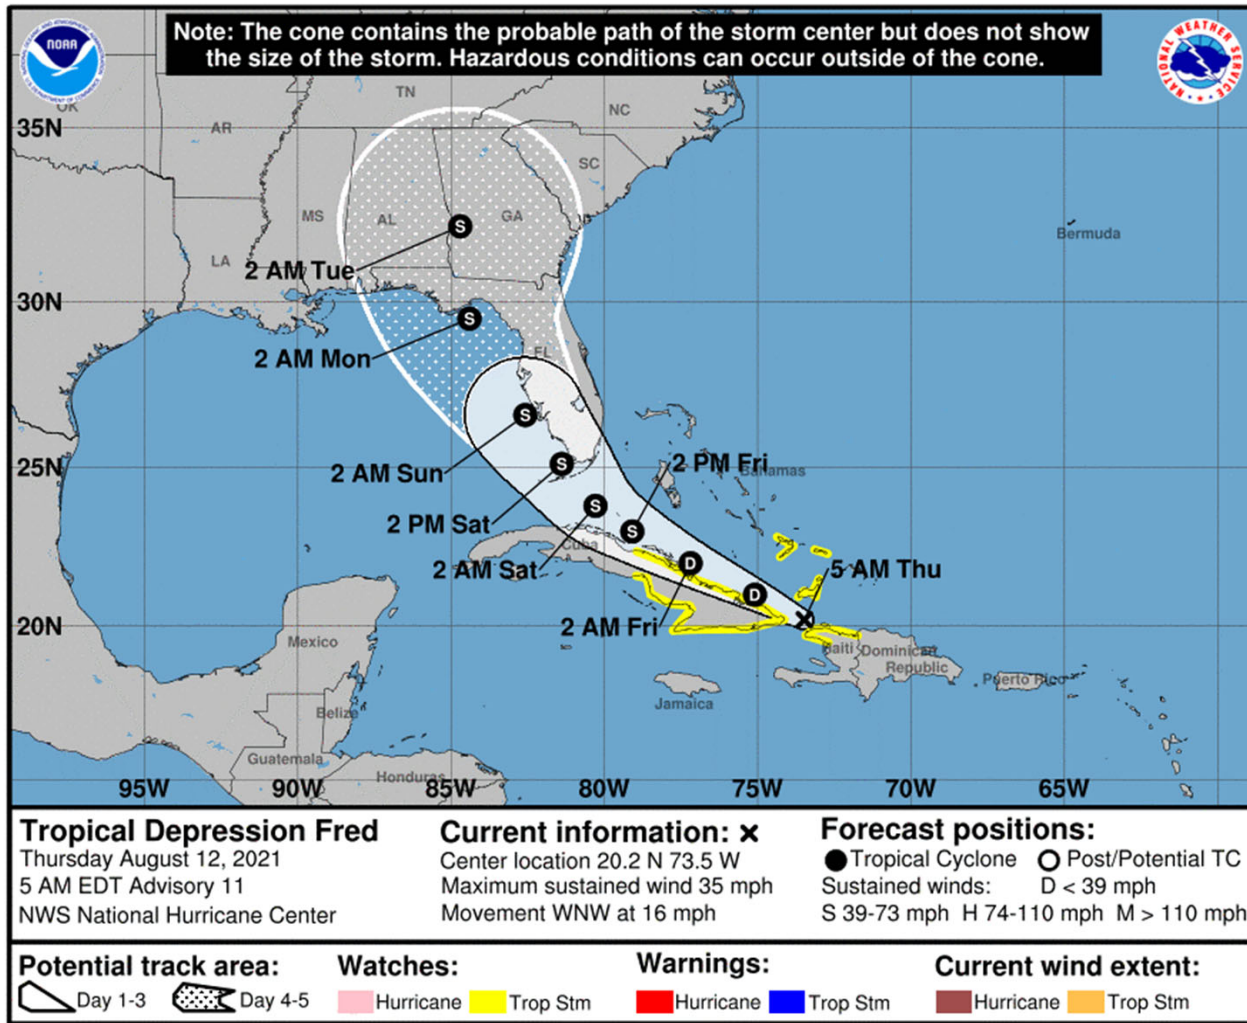 Note: The cone contains the probable path of the storm center but does not show
the size of the storm. Hazardous conditions can occur outside of the cone.
NOAA
NATIONAL WEATHER SERVICE
TN
NC
OK
AR
35N
SC
MS
AL
GA
Bermuda
LA
2 AM Tue
30N
FL
2 AM Mon
S
S
S
S
S
S
D
D
25N
2 AM Sun
2 PM Fri
Bahamas
2 PM Sat
Cuba
2 AM Sat
5 AM Thu
20N
2 AM Fri
Mexico
Haiti
Dominican
Republic
Puerto Rico
Jamaica
Belize
Guatemala
Honduras
95W
90W
85W
80W
75W
70W
65W
Tropical Depression Fred
Thursday August 12, 2021
5 AM EDT Advisory 11
NWS National Hurricane Center
Current information: x
Center location 20.2 N 73.5 W
Maximum sustained wind 35 mph
Movement WNW at 16 mph
Forecast positions:
Tropical Cyclone
Post/Potential TC
Sustained winds: D < 39 mph
S 39-73 mph H 74-110 mph M > 110 mph
Potential track area:
Day 1-3
Day 4-5
Watches:
Hurricane
Trop Stm
Warnings:
Hurricane
Trop Stm
Current wind extent:
Hurricane
Trop Stm